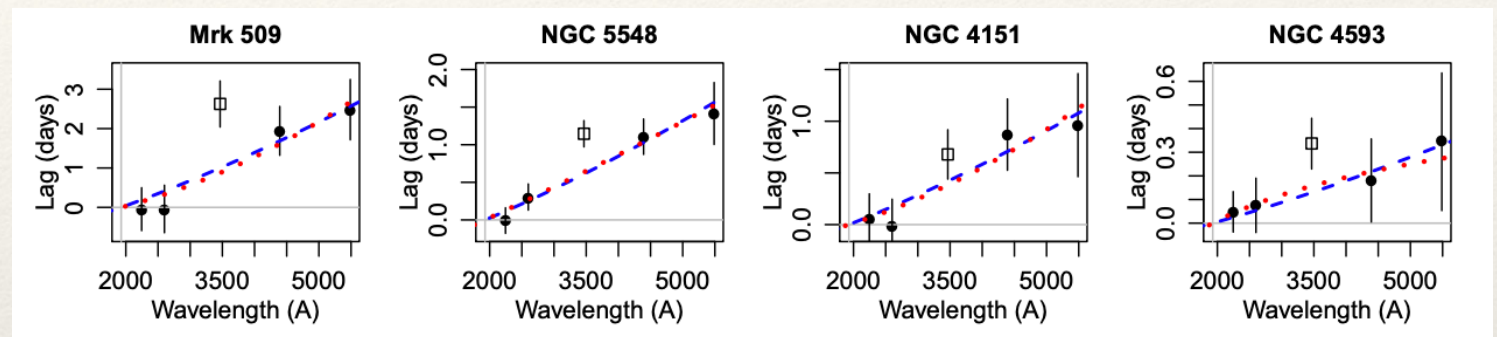 Mrk 509
NGC 5548
NGC 4151
NGC 4593
Lag (days)
3
2
1
0
2000 3500 5000
Wavelength (A)
Lag (days)
2.0
1.0
0.0
2000 3500 5000
Wavelength (A)
Lag (days)
1.0
0.0
2000 3500 5000
Wavelength (A)
Lag (days)
0.6
0.3
0.0
2000 3500 5000
Wavelength (A)